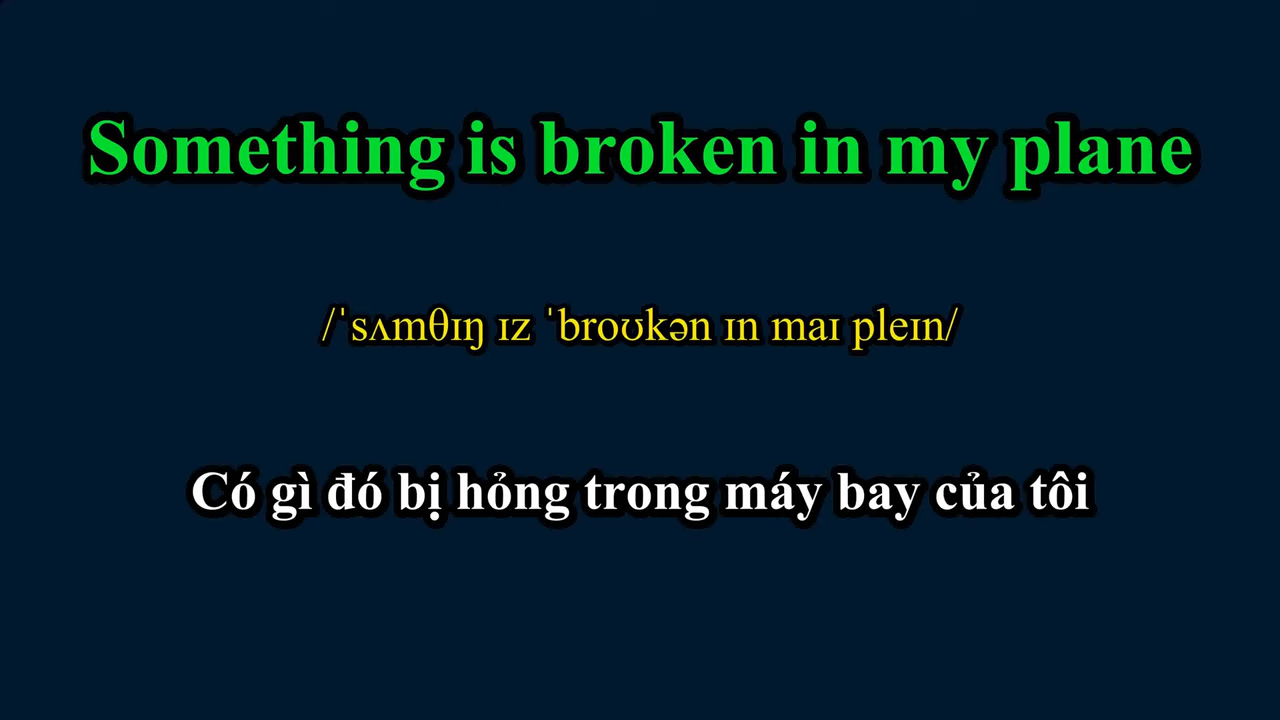 Something is broken in my plane
/ˈsʌmθɪŋ ɪz ˈbroʊkən ɪn maɪ pleɪn/
Có gì đó bị hỏng trong máy bay của tôi